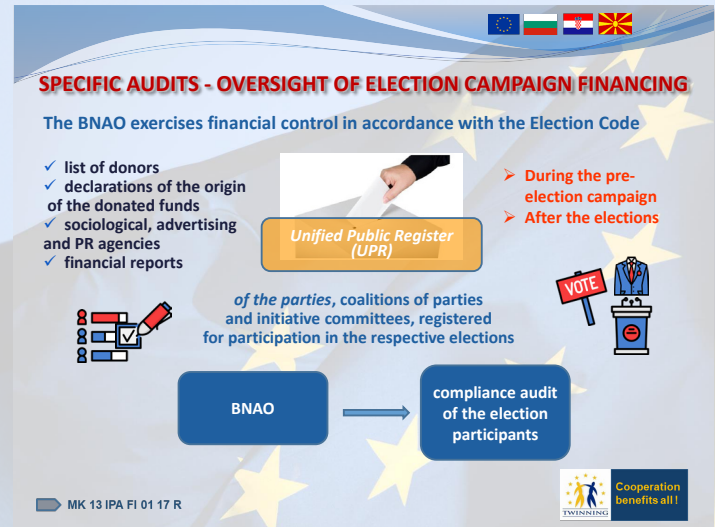 SPECIFIC AUDITS - OVERSIGHT OF ELECTION CAMPAIGN FINANCING
The BNAO exercises financial control in accordance with the Election Code
✓ list of donors
✓ declarations of the origin
of the donated funds
✓ sociological, advertising
and PR agencies
✓ financial reports
Unified Public Register
(UPR)
➢ During the pre-
election campaign
➢ After the elections
VOTE
of the parties, coalitions of parties
and initiative committees, registered
for participation in the respective elections
BNAO
compliance audit
of the election
participants
MK 13 IPA FI 01 17 R
TWINNING
Cooperation
benefits all !